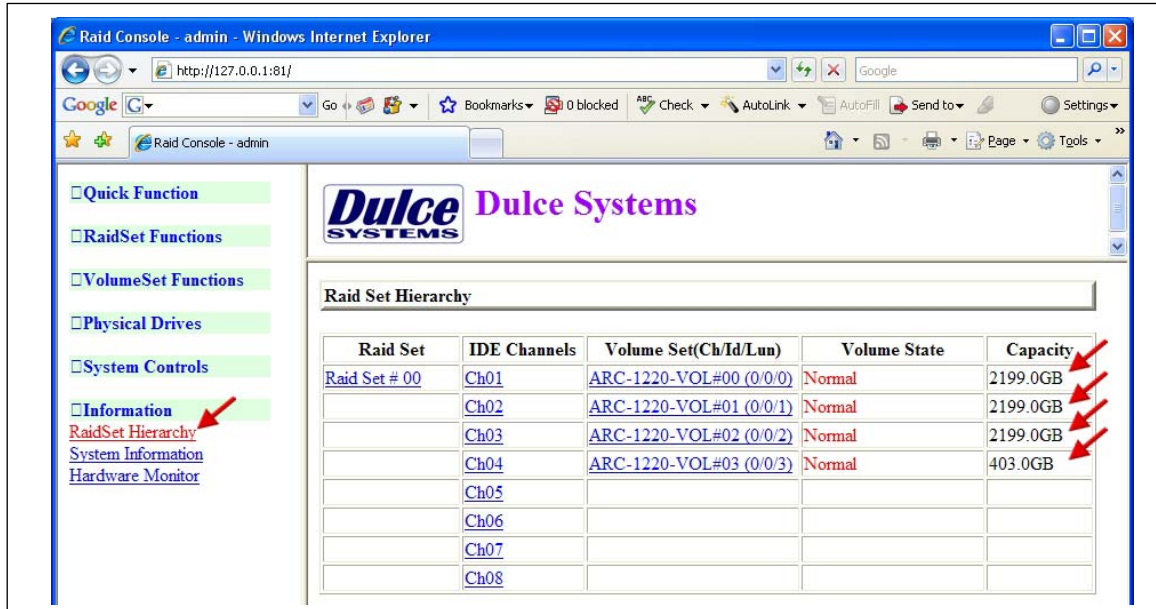 Raid Console - admin - Windows Internet Explorer
http://127.0.0.1:81/
Google
Google G Go Bookmarks 0 blocked ABC Check AutoLink AutoFill Send to Settings
Raid Console - admin Page Tools »
Quick Function
RaidSet Functions
VolumeSet Functions
Physical Drives
System Controls
Information
RaidSet Hierarchy
System Information
Hardware Monitor
Dulce SYSTEMS Dulce Systems
Raid Set Hierarchy
Raid Set IDE Channels Volume Set(Ch/Id/Lun) Volume State Capacity
Raid Set # 00 Ch01 ARC-1220-VOL#00 (0/0/0) Normal 2199.0GB
Ch02 ARC-1220-VOL#01 (0/0/1) Normal 2199.0GB
Ch03 ARC-1220-VOL#02 (0/0/2) Normal 2199.0GB
Ch04 ARC-1220-VOL#03 (0/0/3) Normal 403.0GB
Ch05
Ch06
Ch07
Ch08